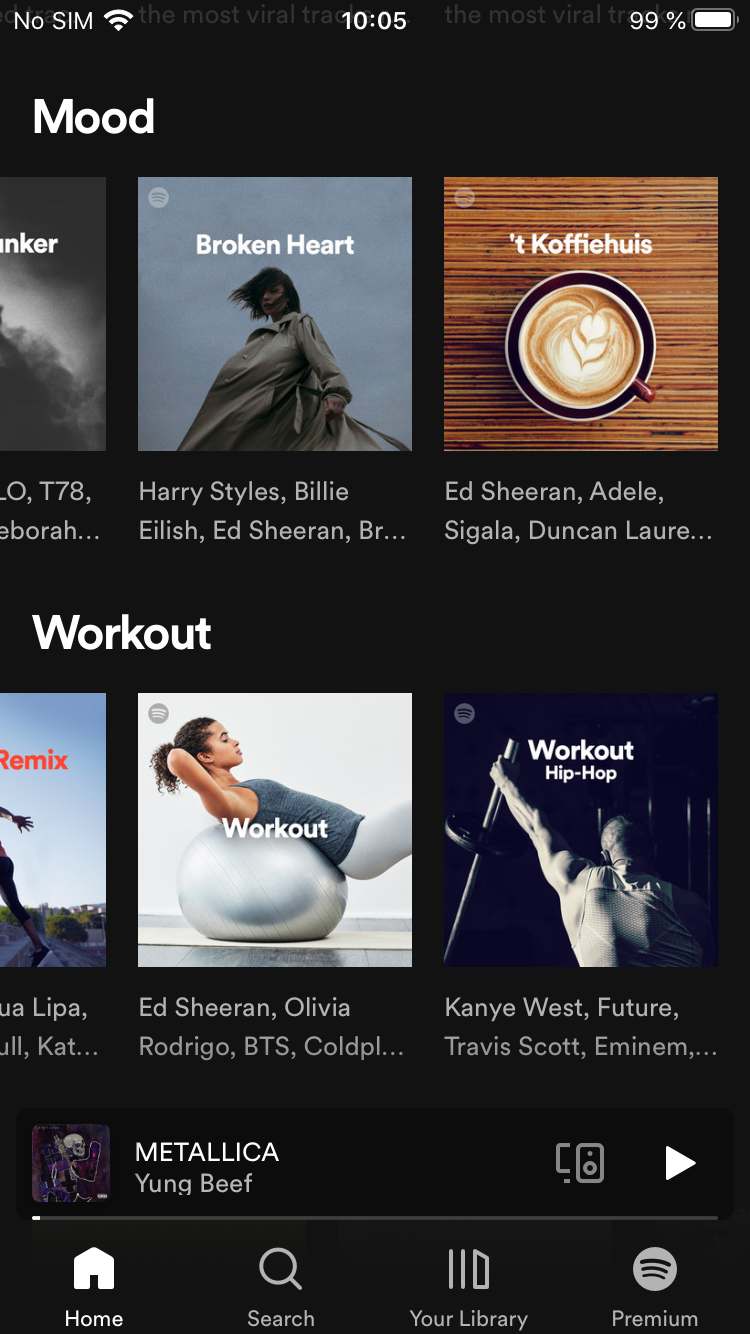 No SIM 10:05 99 %
the most viral tracks the most viral track
Mood
Broken Heart
't Koffiehuis
LO, T78,
eborah...
Harry Styles, Billie
Eilish, Ed Sheeran, Br...
Ed Sheeran, Adele,
Sigala, Duncan Laure...
Workout
Remix
Workout
Workout
Hip-Hop
ua Lipa,
ull, Kat...
Ed Sheeran, Olivia
Rodrigo, BTS, Coldpl...
Kanye West, Future,
Travis Scott, Eminem,...
METALLICA
Yung Beef
Home
Search
Your Library
Premium